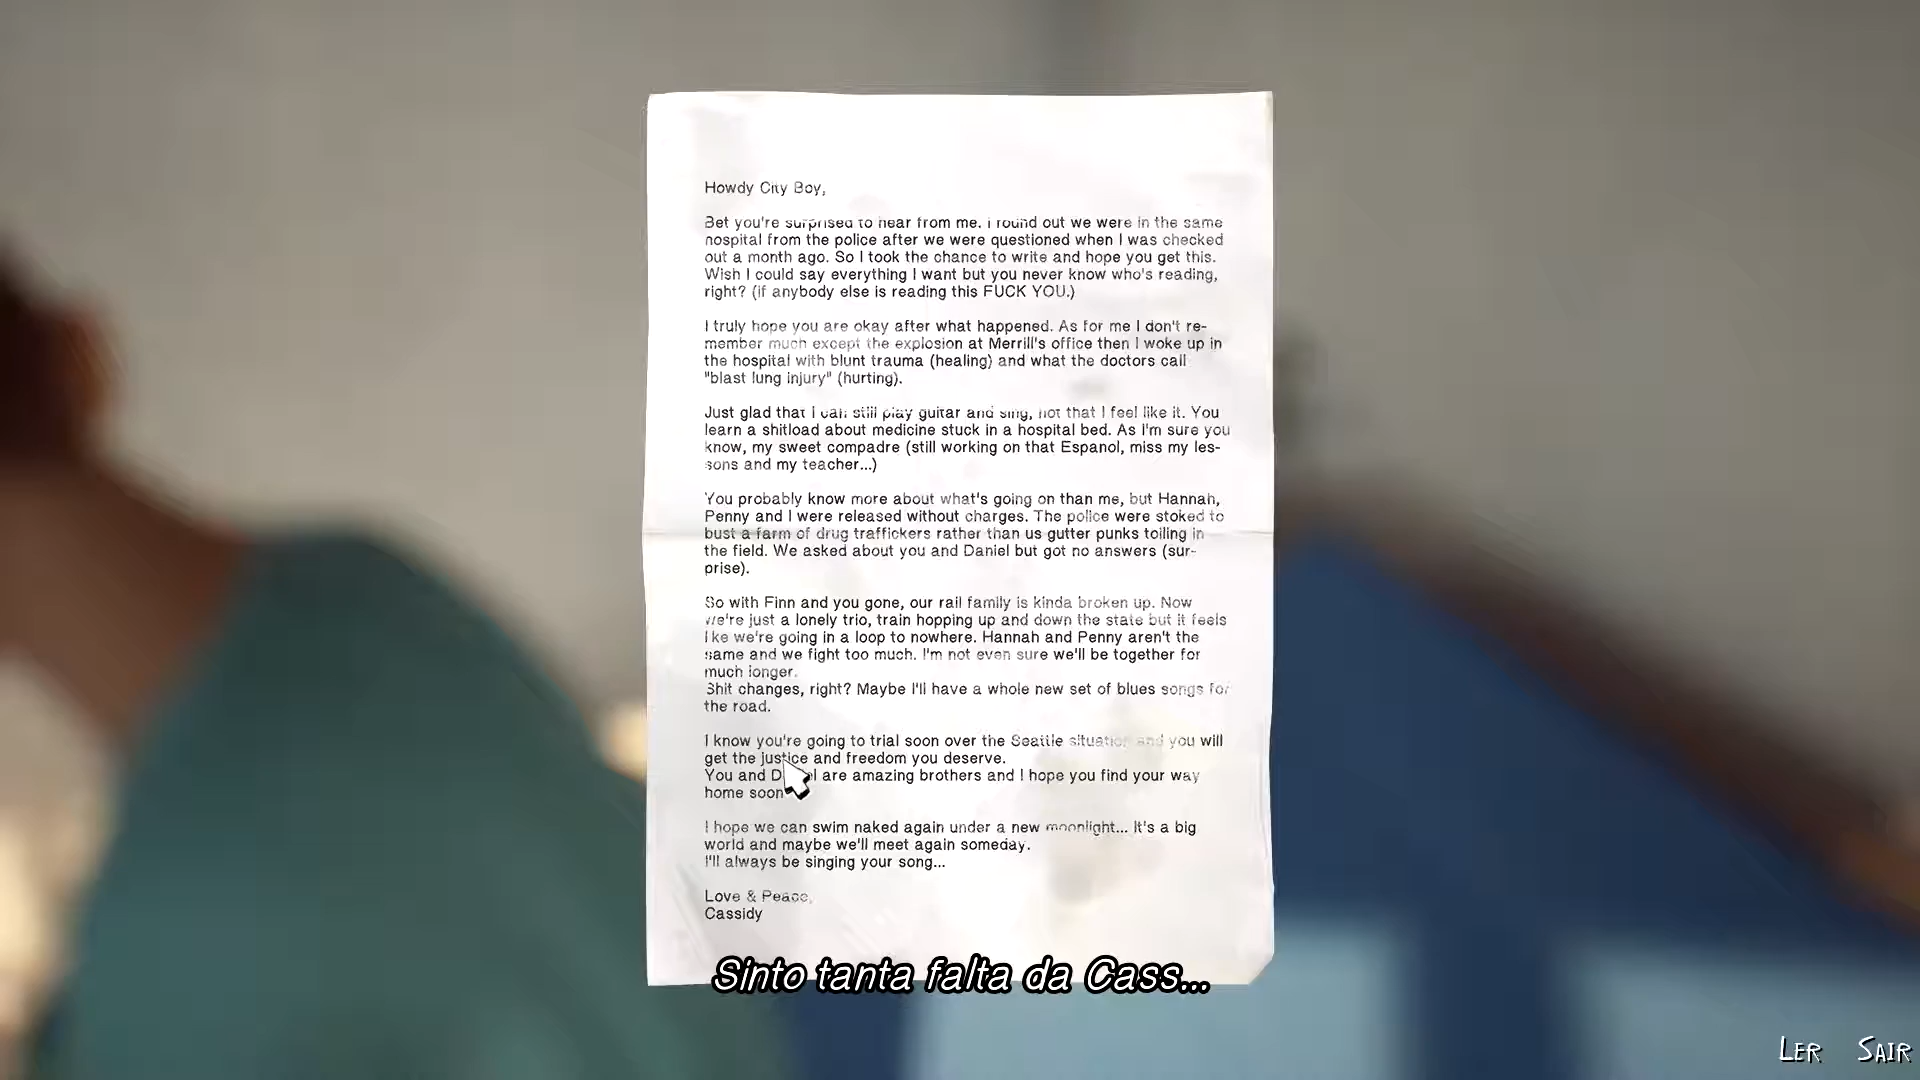 Howdy City Boy,
Bet you're surprised to hear from me. I found out we were in the same
hospital from the police after we were questioned when I was checked
out a month ago. So I took the chance to write and hope you get this.
Wish I could say everything I want but you never know who's reading,
right? (if anybody else is reading this FUCK YOU.)
I truly hope you are okay after what happened. As for me I don't re-
member much except the explosion at Merrill's office then I woke up in
the hospital with blunt trauma (healing) and what the doctors call
"blast lung injury" (hurting).
Just glad that I can still play guitar and sing, not that I feel like it. You
learn a shitload about medicine stuck in a hospital bed. As I'm sure you
know, my sweet compadre (still working on that Espanol, miss my les-
sons and my teacher...)
You probably know more about what's going on than me, but Hannah,
Penny and I were released without charges. The police were stoked to
bust a farm of drug traffickers rather than us gutter punks toiling in
the field. We asked about you and Daniel but got no answers (sur-
prise).
So with Finn and you gone, our rail family is kinda broken up. Now
we're just a lonely trio, train hopping up and down the state but it feels
like we're going in a loop to nowhere. Hannah and Penny aren't the
same and we fight too much. I'm not even sure we'll be together for
much longer.
Shit changes, right? Maybe I'll have a whole new set of blues songs for
the road.
I know you're going to trial soon over the Seattle situation and you will
get the justice and freedom you deserve.
You and Daniel are amazing brothers and I hope you find your way
home soon
I hope we can swim naked again under a new moonlight... It's a big
world and maybe we'll meet again someday.
I'll always be singing your song...
Love & Peace,
Cassidy
Sinto tanta falta da Cass...
Ler Sair